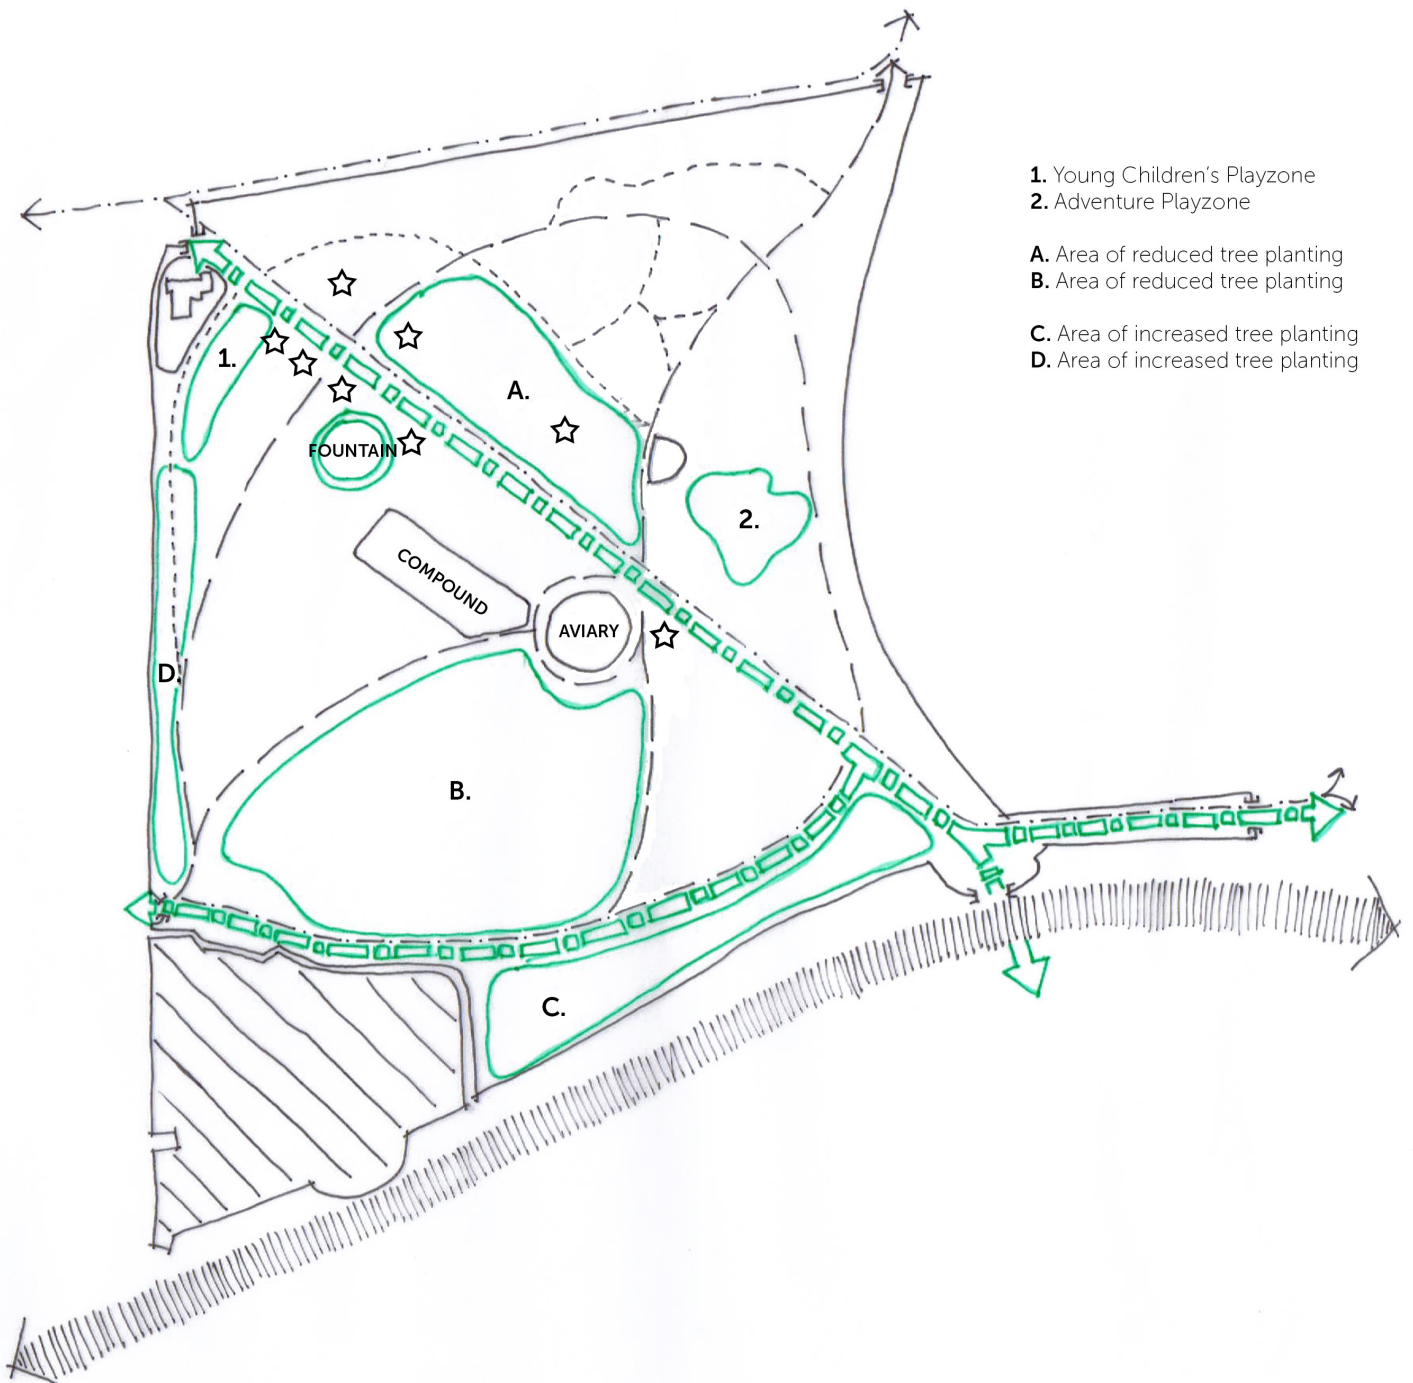 1. Young Children's Playzone
2. Adventure Playzone
A. Area of reduced tree planting
B. Area of reduced tree planting
C. Area of increased tree planting
D. Area of increased tree planting
1.
A.
FOUNTAIN
2.
COMPOUND
AVIARY
D.
B.
C.